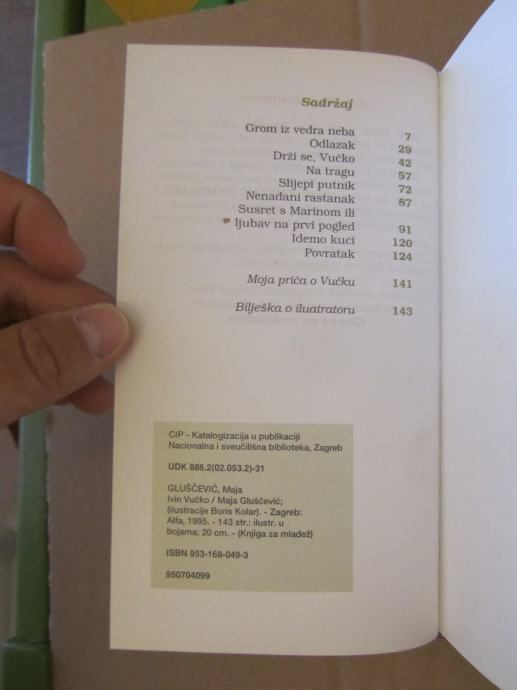 Sadržaj
Grom iz vedra neba 7
Odlazak 29
Drži se, Vučko 42
Na tragu 57
Slijepi putnik 72
Nenadani rastanak 87
Susret s Marinom ili
ljubav na prvi pogled 91
Idemo kući 120
Povratak 124
Moja priča o Vučku 141
Bilješka o iluatratoru 143
CIP - Katalogizacija u publikaciji
Nacionalna i sveučilišna biblioteka, Zagreb
UDK 886.2(02.053.2)-31
GLUŠČEVIĆ, Maja
Ivin Vučko / Maja Gluščević;
(ilustracije Boris Kolar). - Zagreb:
Alfa, 1995. - 143 str.: ilustr. u
bojama; 20 cm. - (Knjiga za mladež)
ISBN 953-168-049-3
950704099